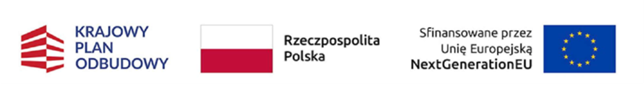 KRAJOWY
PLAN
ODBUDOWY
Rzeczpospolita
Polska
Sfinansowane przez
Unię Europejską
NextGenerationEU